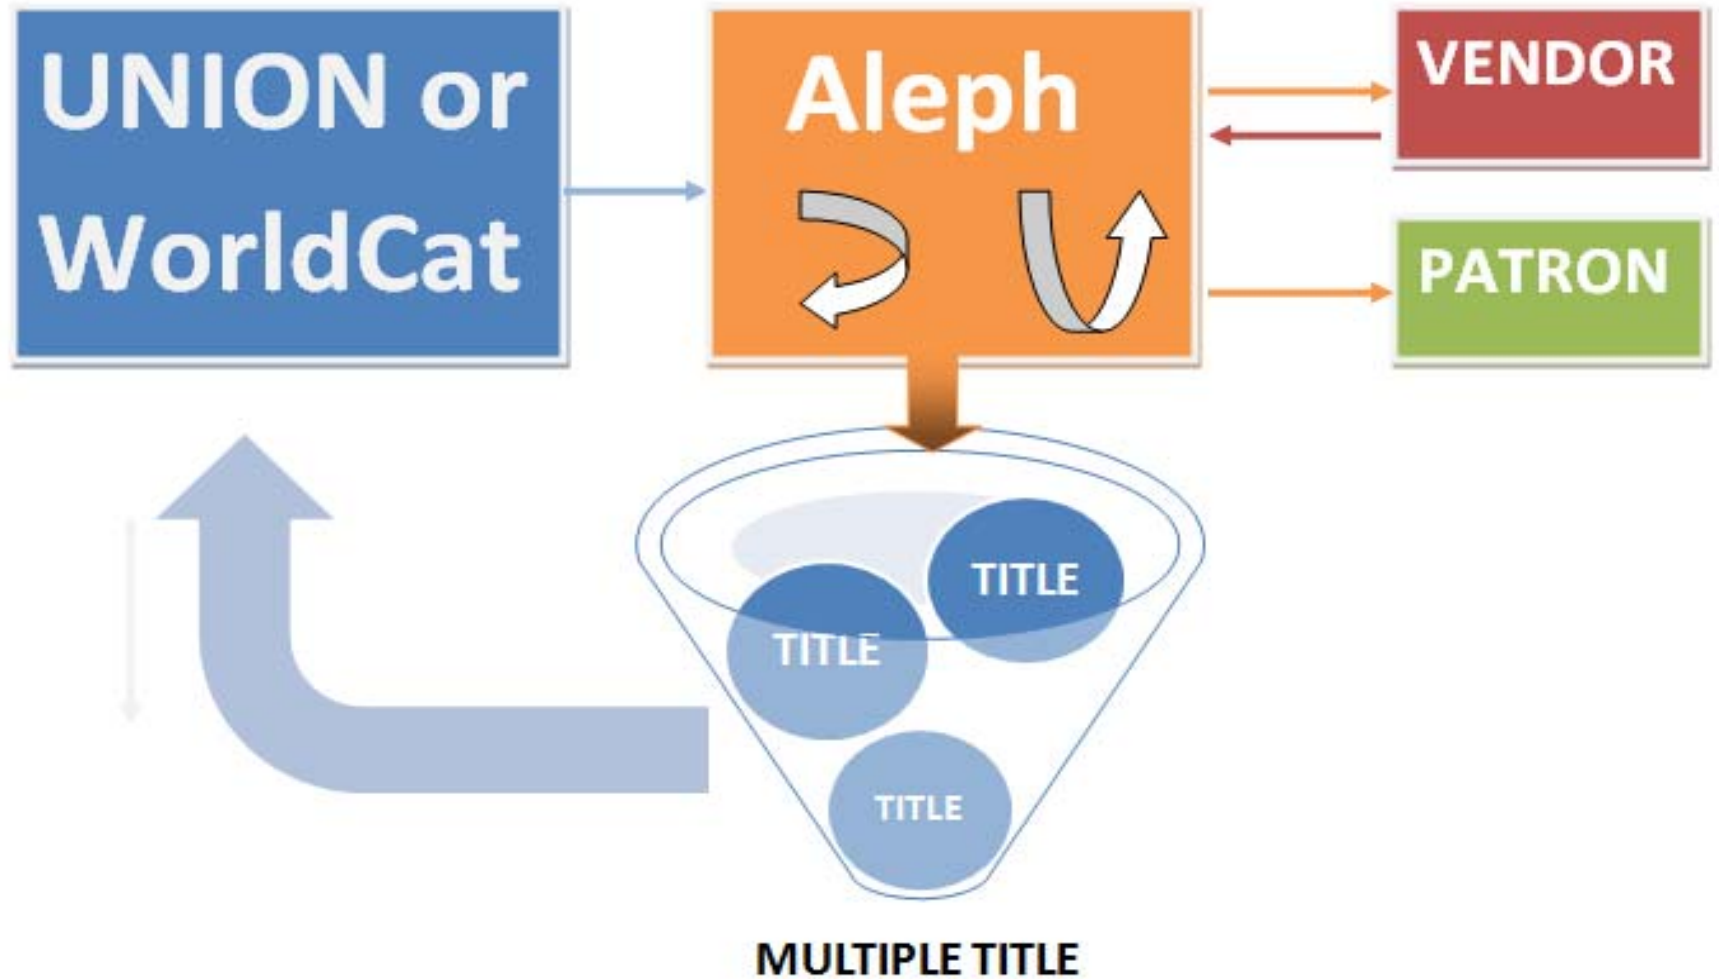 UNION or
WorldCat
Aleph
VENDOR
PATRON
TITLE
TITLE
TITLE
MULTIPLE TITLE